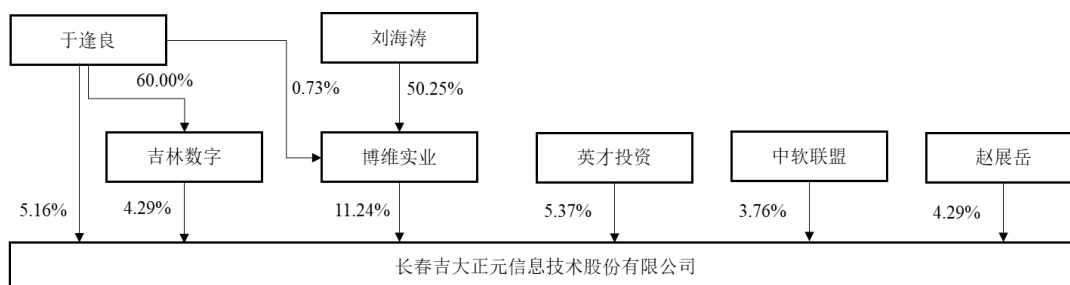 于逢良
刘海涛
60.00%
0.73%
50.25%
吉林数字
博维实业
英才投资
中软联盟
赵展岳
5.16%
4.29%
11.24%
5.37%
3.76%
4.29%
长春吉大正元信息技术股份有限公司